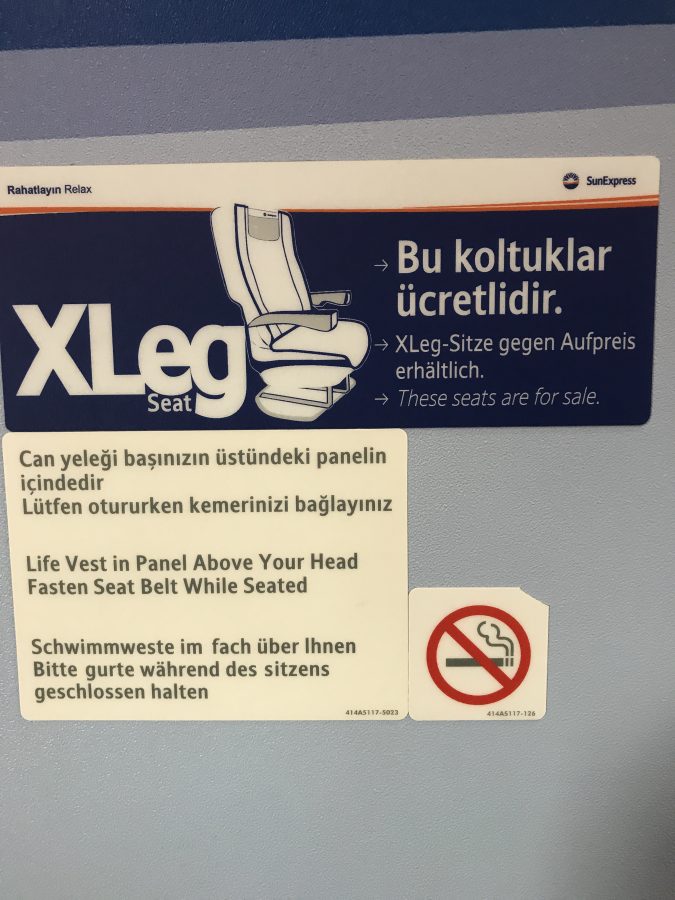 Rahatlayın Relax
SunExpress
XLeg
Seat
→ Bu koltuklar
ücretlidir.
→ XLeg-Sitze gegen Aufpreis
erhältlich.
→ These seats are for sale.
Can yeleği başınızın üstündeki panelin
içindedir
Lütfen otururken kemerinizi bağlayınız
Life Vest in Panel Above Your Head
Fasten Seat Belt While Seated
Schwimmweste im fach über Ihnen
Bitte gurte während des sitzens
geschlossen halten
414A5117-5023
414A5117-126